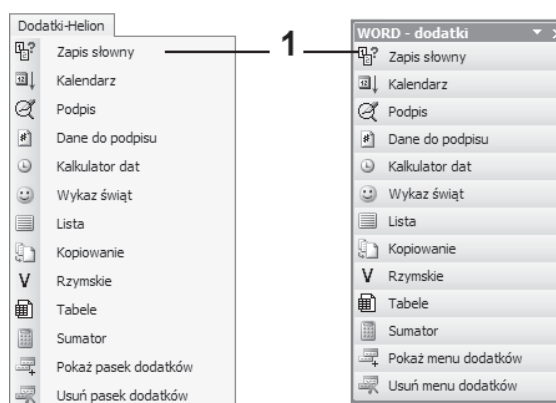 Dodatki-Helion
Zapis słowny
Kalendarz
Podpis
Dane do podpisu
Kalkulator dat
Wykaz świąt
Lista
Kopiowanie
V Rzymskie
Tabele
Sumator
Pokaż pasek dodatków
Usuń pasek dodatków
1
WORD - dodatki
Zapis słowny
Kalendarz
Podpis
Dane do podpisu
Kalkulator dat
Wykaz świąt
Lista
Kopiowanie
V Rzymskie
Tabele
Sumator
Pokaż menu dodatków
Usuń menu dodatków